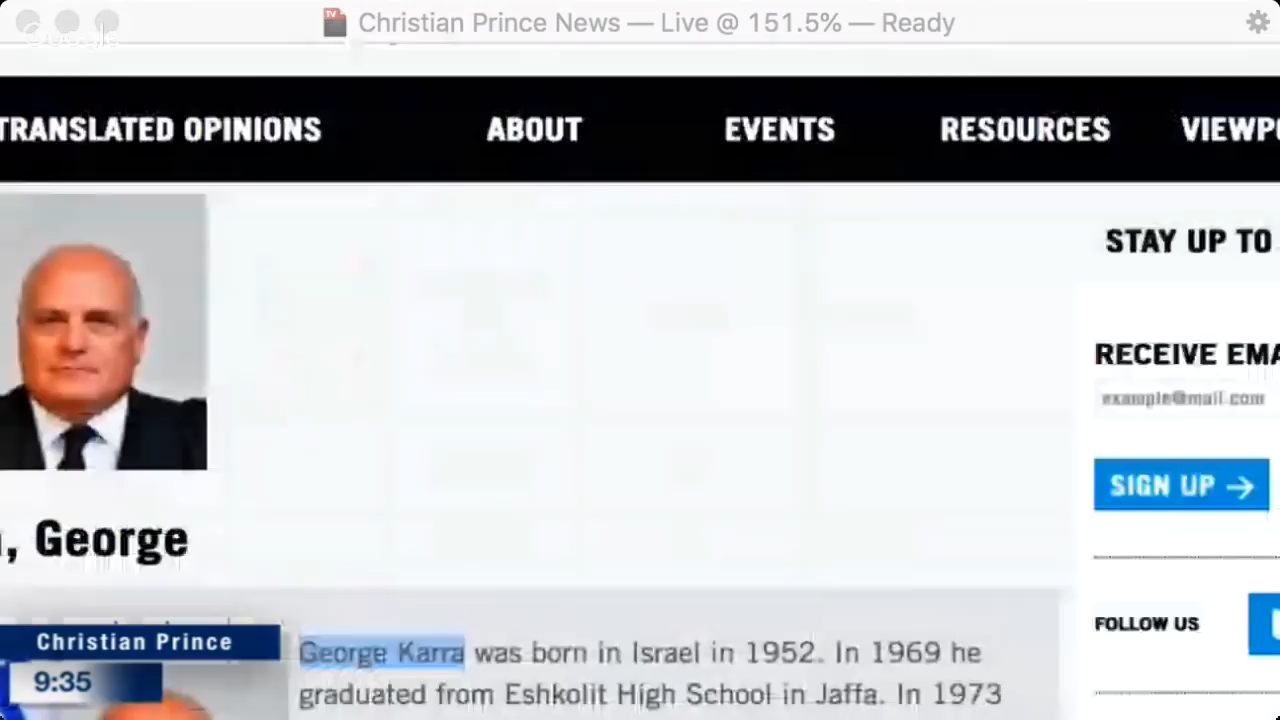 Christian Prince News — Live @ 151.5% — Ready
Google
TRANSLATED OPINIONS ABOUT EVENTS RESOURCES VIEWP
STAY UP TO
RECEIVE EMA
example@mail.com
SIGN UP →
, George
FOLLOW US
Christian Prince
9:35
George Karra was born in Israel in 1952. In 1969 he
graduated from Eshkolit High School in Jaffa. In 1973